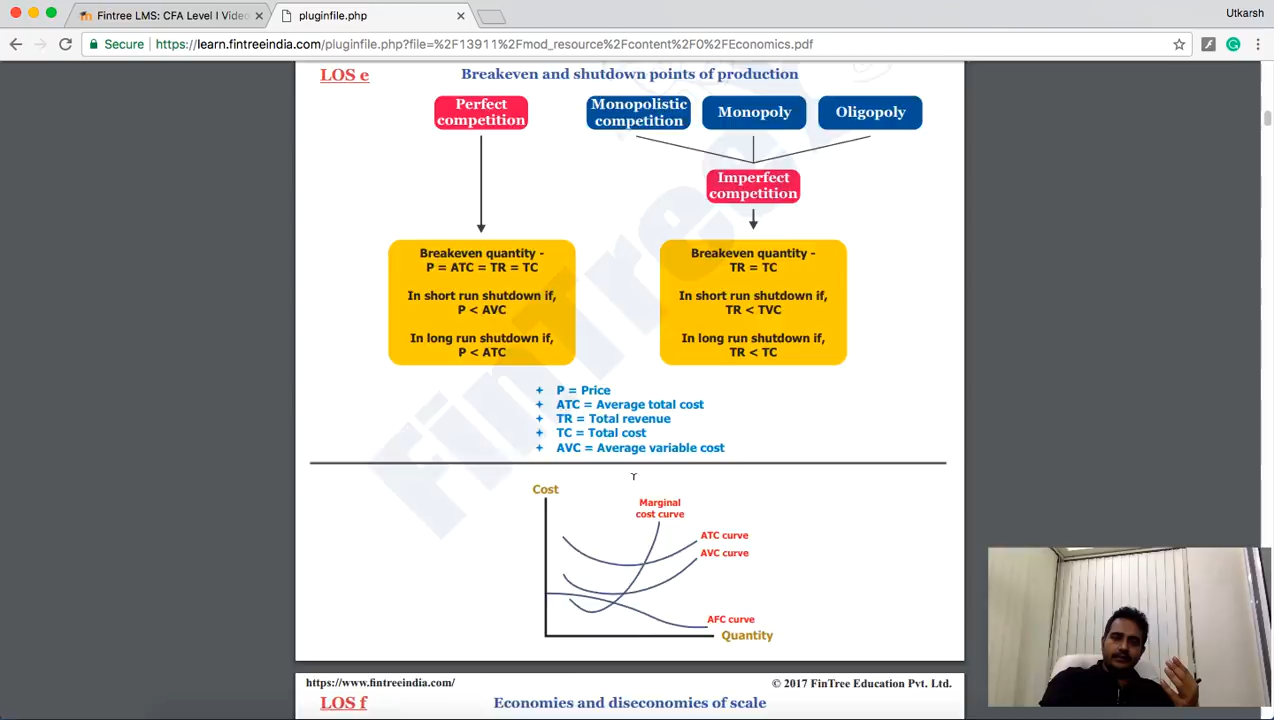 Fintree LMS: CFA Level I Video
pluginfile.php
Utkarsh
Secure
https://learn.fintreeindia.com/pluginfile.php?file=%2F13911%2Fmod_resource%2Fcontent%2F0%2FEconomics.pdf
LOS e
Breakeven and shutdown points of production
Perfect
competition
Monopolistic
competition
Monopoly
Oligopoly
Imperfect
competition
Breakeven quantity -
P = ATC = TR = TC
In short run shutdown if,
P < AVC
In long run shutdown if,
P < ATC
Breakeven quantity -
TR = TC
In short run shutdown if,
TR < TVC
In long run shutdown if,
TR < TC
+ P = Price
+ ATC = Average total cost
+ TR = Total revenue
+ TC = Total cost
+ AVC = Average variable cost
FinTree
Cost
Marginal
cost curve
ATC curve
AVC curve
AFC curve
Quantity
https://www.fintreeindia.com/
© 2017 FinTree Education Pvt. Ltd.
LOS f
Economies and diseconomies of scale